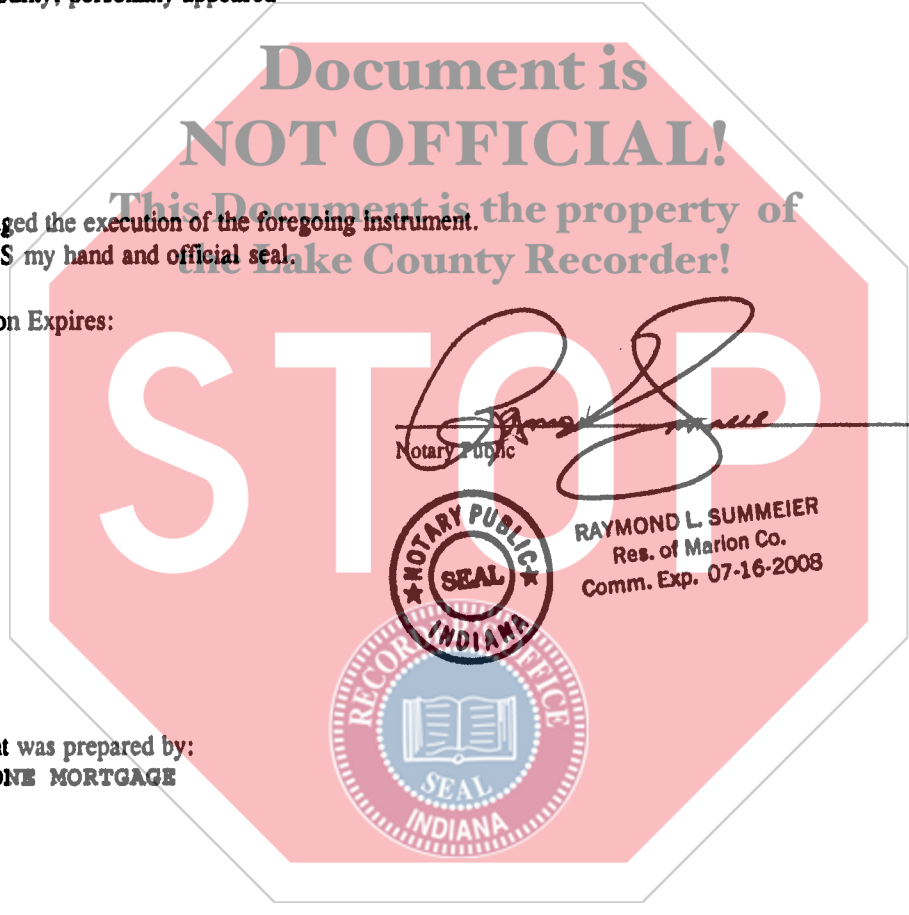 personally appeared
Document is
NOT OFFICIAL!
This Document is the property of
the Lake County Recorder!
ged the execution of the foregoing instrument.
S my hand and official seal.
on Expires:
STOP
Notary Public
NOTARY PUBLIC
SEAL
INDIANA
RAYMOND L. SUMMEIER
Res. of Marion Co.
Comm. Exp. 07-16-2008
RECORDER'S OFFICE
SEAL
INDIANA
t was prepared by:
ONE MORTGAGE